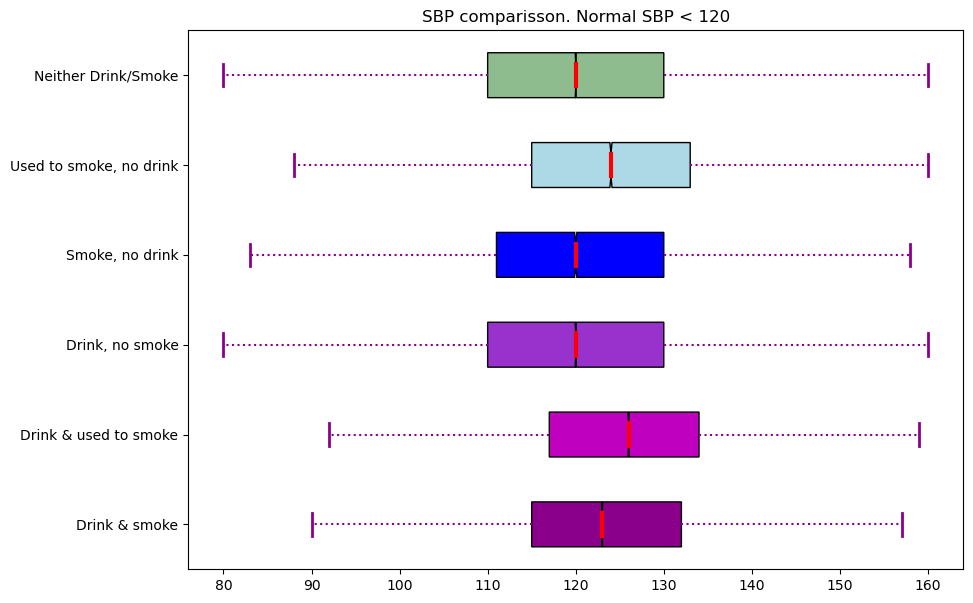 SBP comparisson. Normal SBP < 120
Neither Drink/Smoke
Used to smoke, no drink
Smoke, no drink
Drink, no smoke
Drink & used to smoke
Drink & smoke
80 90 100 110 120 130 140 150 160